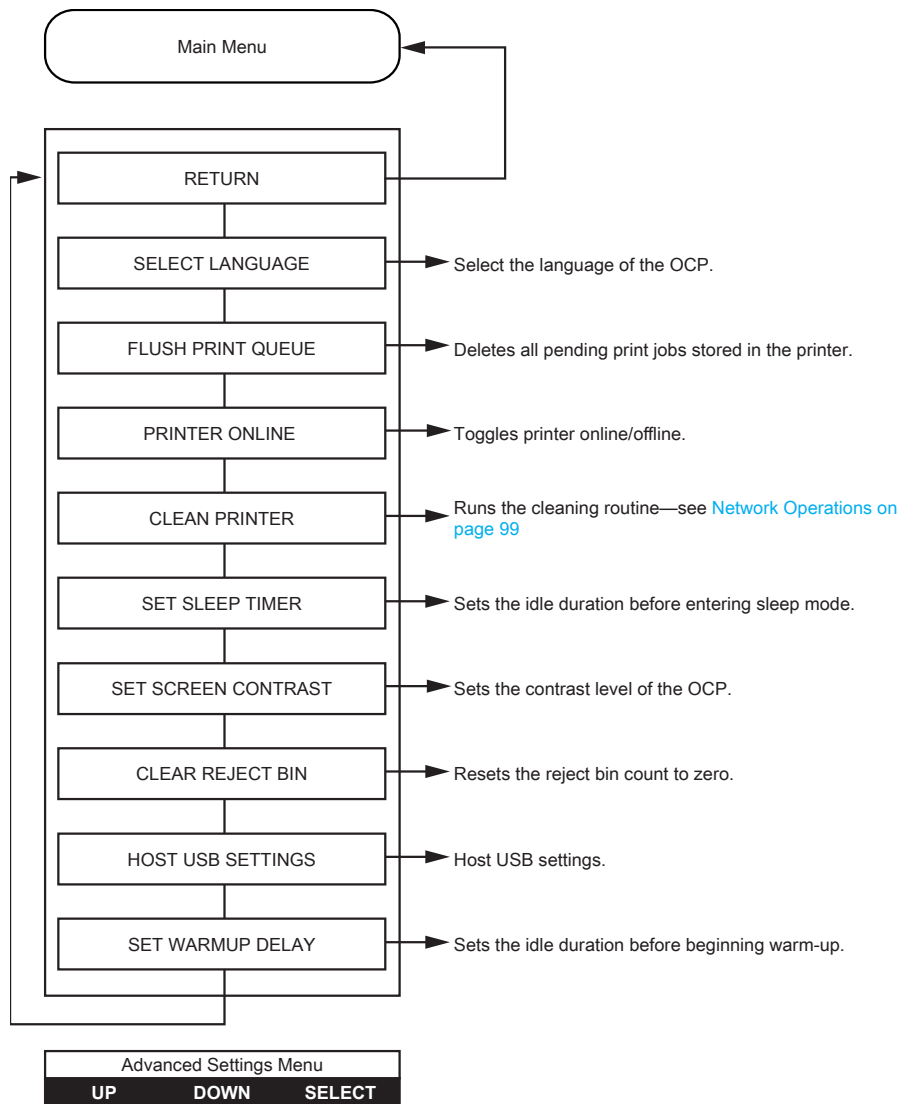 Main Menu
RETURN
SELECT LANGUAGE
Select the language of the OCP.
FLUSH PRINT QUEUE
Deletes all pending print jobs stored in the printer.
PRINTER ONLINE
Toggles printer online/offline.
CLEAN PRINTER
Runs the cleaning routine—see Network Operations on
page 99
SET SLEEP TIMER
Sets the idle duration before entering sleep mode.
SET SCREEN CONTRAST
Sets the contrast level of the OCP.
CLEAR REJECT BIN
Resets the reject bin count to zero.
HOST USB SETTINGS
Host USB settings.
SET WARMUP DELAY
Sets the idle duration before beginning warm-up.
Advanced Settings Menu
UP DOWN SELECT